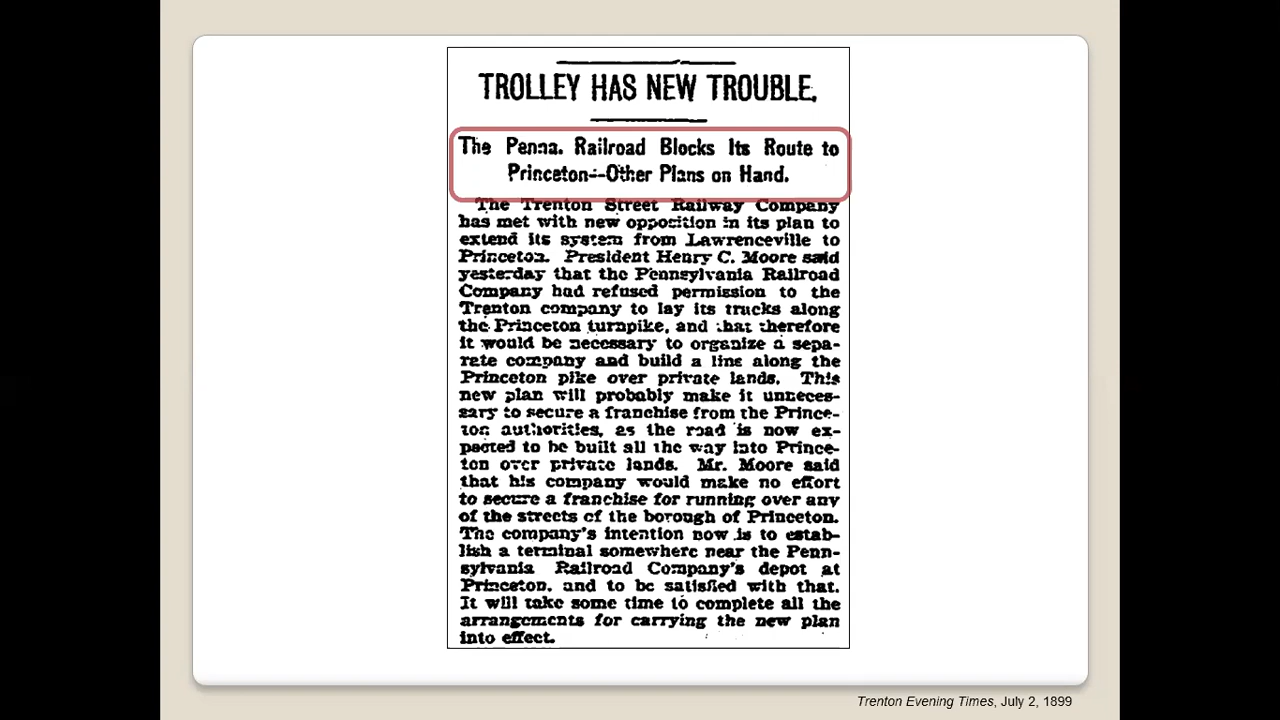 TROLLEY HAS NEW TROUBLE.
The Penna. Railroad Blocks Its Route to
Princeton--Other Plans on Hand.
The Trenton Street Railway Company
has met with new opposition in its plan to
extend its system from Lawrenceville to
Princeton. President Henry C. Moore said
yesterday that the Pennsylvania Railroad
Company had refused permission to the
Trenton company to lay its tracks along
the Princeton turnpike, and that therefore
it would be necessary to organize a sepa-
rate company and build a line along the
Princeton pike over private lands. This
new plan will probably make it unneces-
sary to secure a franchise from the Prince-
ton authorities, as the road is now ex-
pected to be built all the way into Prince-
ton over private lands. Mr. Moore said
that his company would make no effort
to secure a franchise for running over any
of the streets of the borough of Princeton.
The company's intention now is to estab-
lish a terminal somewhere near the Penn-
sylvania Railroad Company's depot at
Princeton, and to be satisfied with that.
It will take some time to complete all the
arrangements for carrying the new plan
into effect.
Trenton Evening Times, July 2, 1899